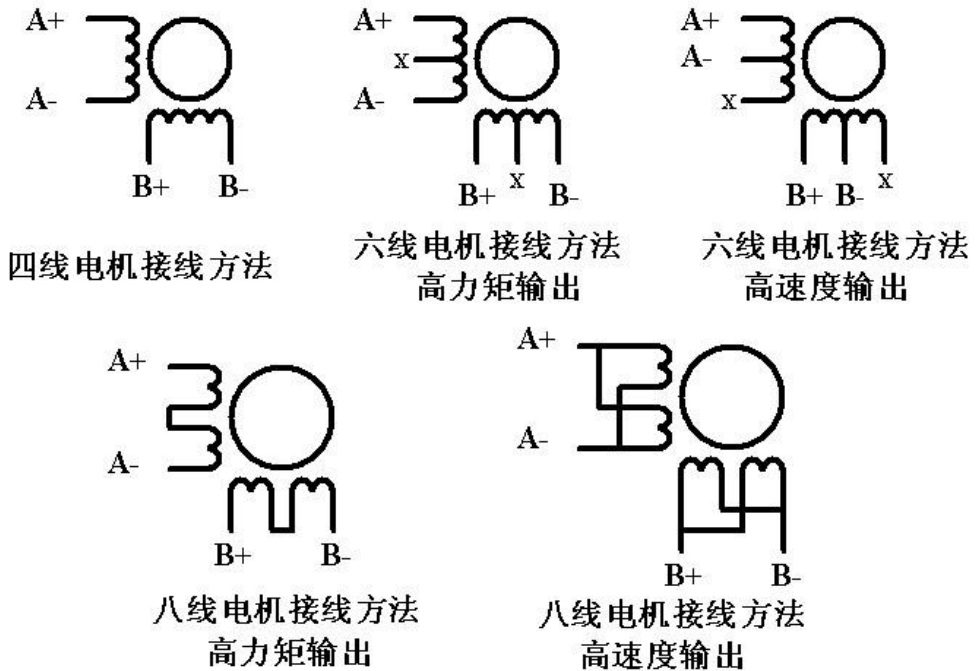 A+
A-
B+ B-
四线电机接线方法
A+
x
A-
B+ x B-
六线电机接线方法
高力矩输出
A+
A-
x
B+ B- x
六线电机接线方法
高速度输出
A+
A-
B+ B-
八线电机接线方法
高力矩输出
A+
A-
B+ B-
八线电机接线方法
高速度输出